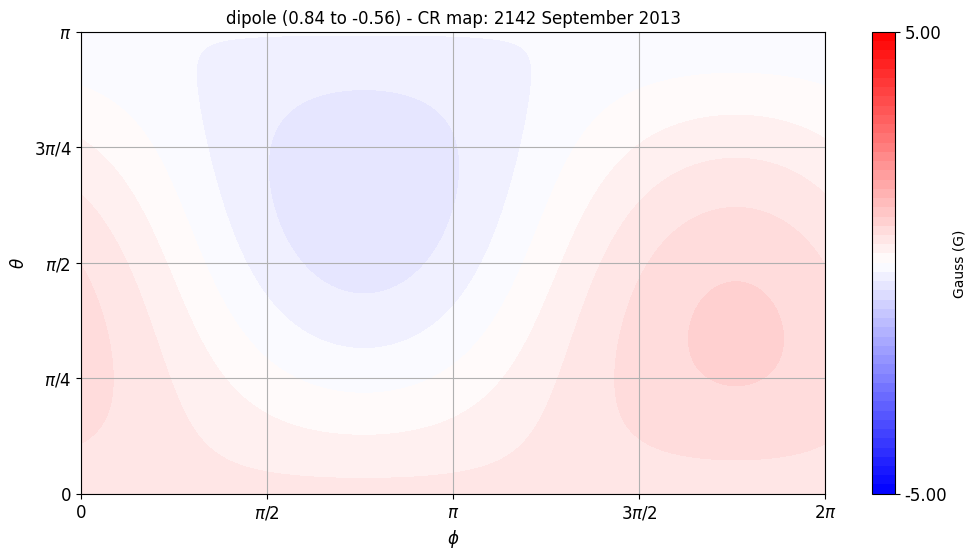 dipole (0.84 to -0.56) - CR map: 2142 September 2013
π
3π/4
π/2
π/4
0
θ
0
π/2
π
3π/2
2π
ϕ
5.00
-5.00
Gauss (G)